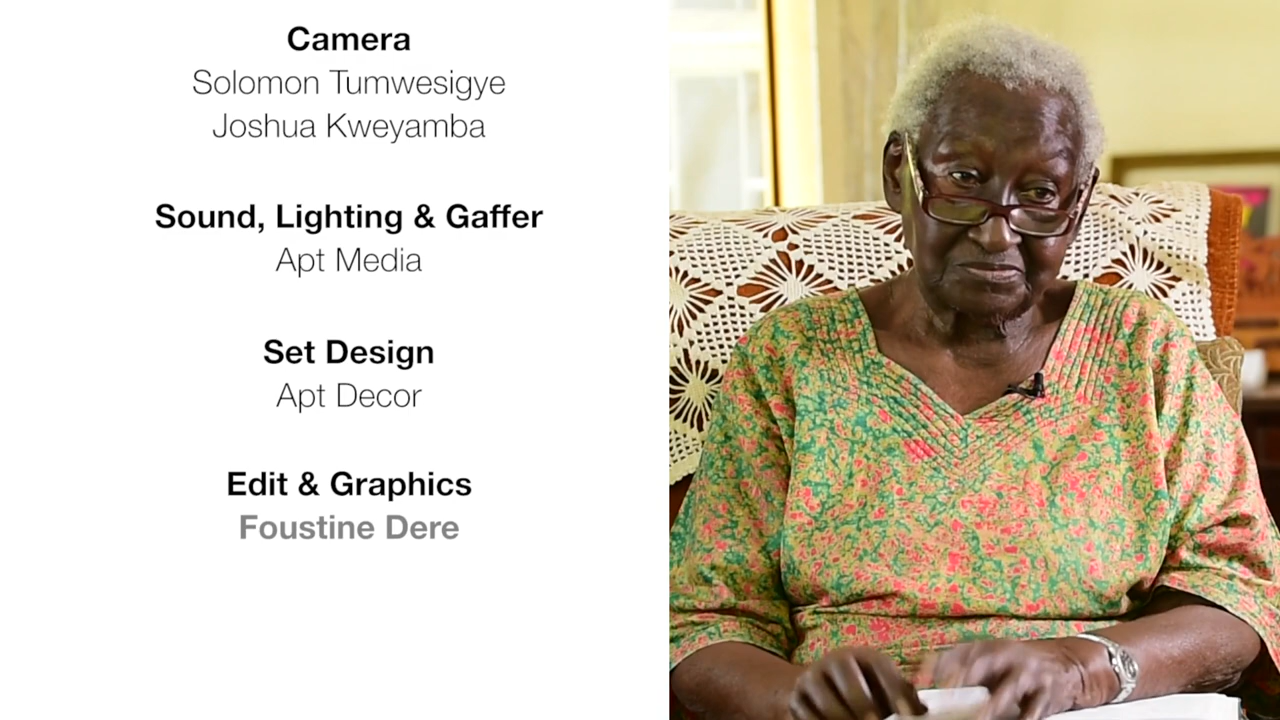 Camera
Solomon Tumwesigye
Joshua Kweyamba
Sound, Lighting & Gaffer
Apt Media
Set Design
Apt Decor
Edit & Graphics
Foustine Dere